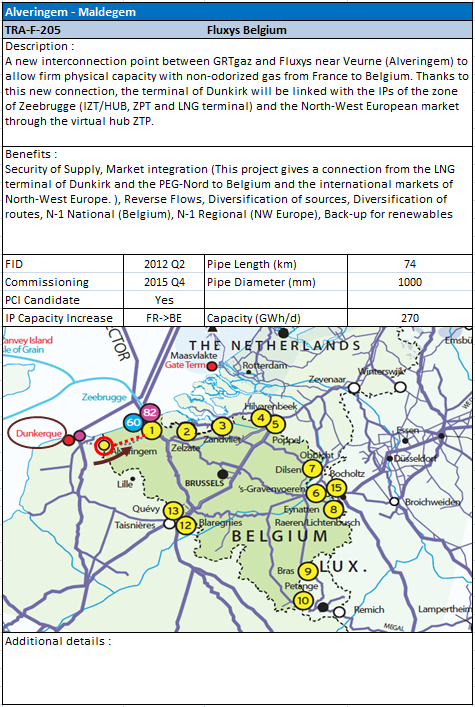 Alveringem - Maldegem
TRA-F-205 Fluxys Belgium
Description :
A new interconnection point between GRTgaz and Fluxys near Veurne (Alveringem) to
allow firm physical capacity with non-odorized gas from France to Belgium. Thanks to
this new connection, the terminal of Dunkirk will be linked with the IPs of the zone
of Zeebrugge (IZT/HUB, ZPT and LNG terminal) and the North-West European market
through the virtual hub ZTP.
Benefits :
Security of Supply, Market integration (This project gives a connection from the LNG
terminal of Dunkirk and the PEG-Nord to Belgium and the international markets of
North-West Europe. ), Reverse Flows, Diversification of sources, Diversification of
routes, N-1 National (Belgium), N-1 Regional (NW Europe), Back-up for renewables
FID 2012 Q2 Pipe Length (km) 74
Commissioning 2015 Q4 Pipe Diameter (mm) 1000
PCI Candidate Yes
IP Capacity Increase FR->BE Capacity (GWh/d) 270
anvey Island
le of Grain
CTOR
THE NETHERLANDS
Emsbü
Maasvlakte
Gate Term
Rotterdam
Winterswijk
Zevenaar
Zeebrugge
82
60
1
2
3
4
5
Hilvarenbeek
Zandvliet
Poppel
Zelzate
Dunkerque
Essen
Düsseldorf
Obbicht
Dilsen
7
Bocholtz
Lille
BRUSSELS
's-Gravenvoeren
6
15
8
Eynatten
Raeren/Lichtenbusch
Broichweiden
Quévy
13
Taisnières
12
Blaregnies
BELGIUM
LUX.
Bras
9
Petange
10
Remich
Lampertheim
MEGAL
Additional details :